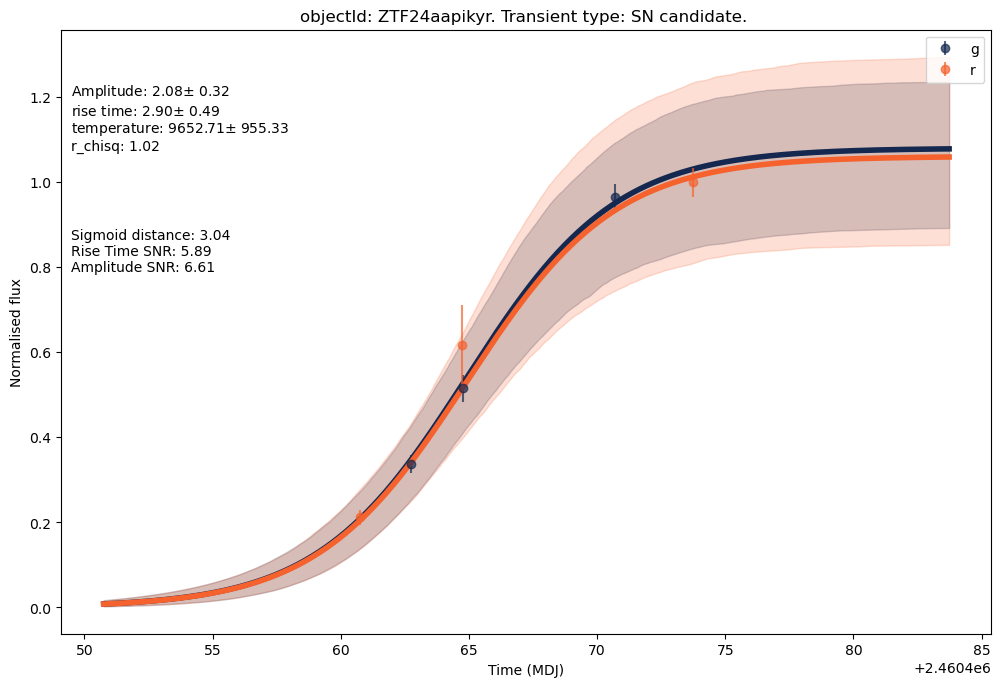 objectId: ZTF24aapikyr. Transient type: SN candidate.
g
r
Amplitude: 2.08± 0.32
rise time: 2.90± 0.49
temperature: 9652.71± 955.33
r_chisq: 1.02
Sigmoid distance: 3.04
Rise Time SNR: 5.89
Amplitude SNR: 6.61
Normalised flux
1.2
1.0
0.8
0.6
0.4
0.2
0.0
50 55 60 65 70 75 80 85
Time (MDJ)
+2.4604e6